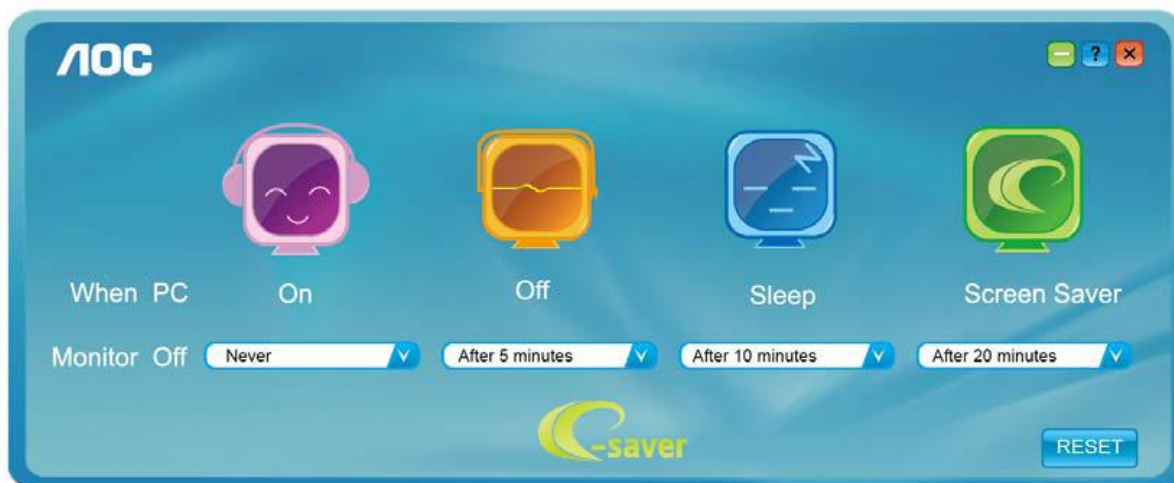 AOC
?
When PC On Off Sleep Screen Saver
Monitor Off Never After 5 minutes After 10 minutes After 20 minutes
e-saver
RESET